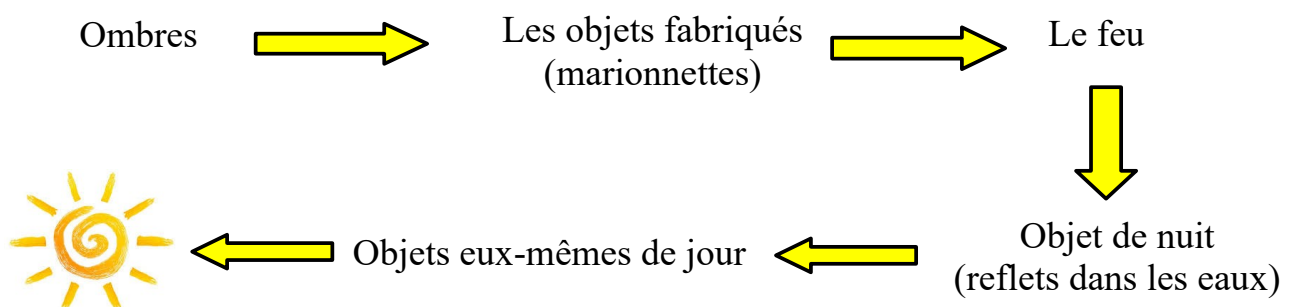 Ombres
Les objets fabriqués
(marionnettes)
Le feu
Objet de nuit
(reflets dans les eaux)
Objets eux-mêmes de jour